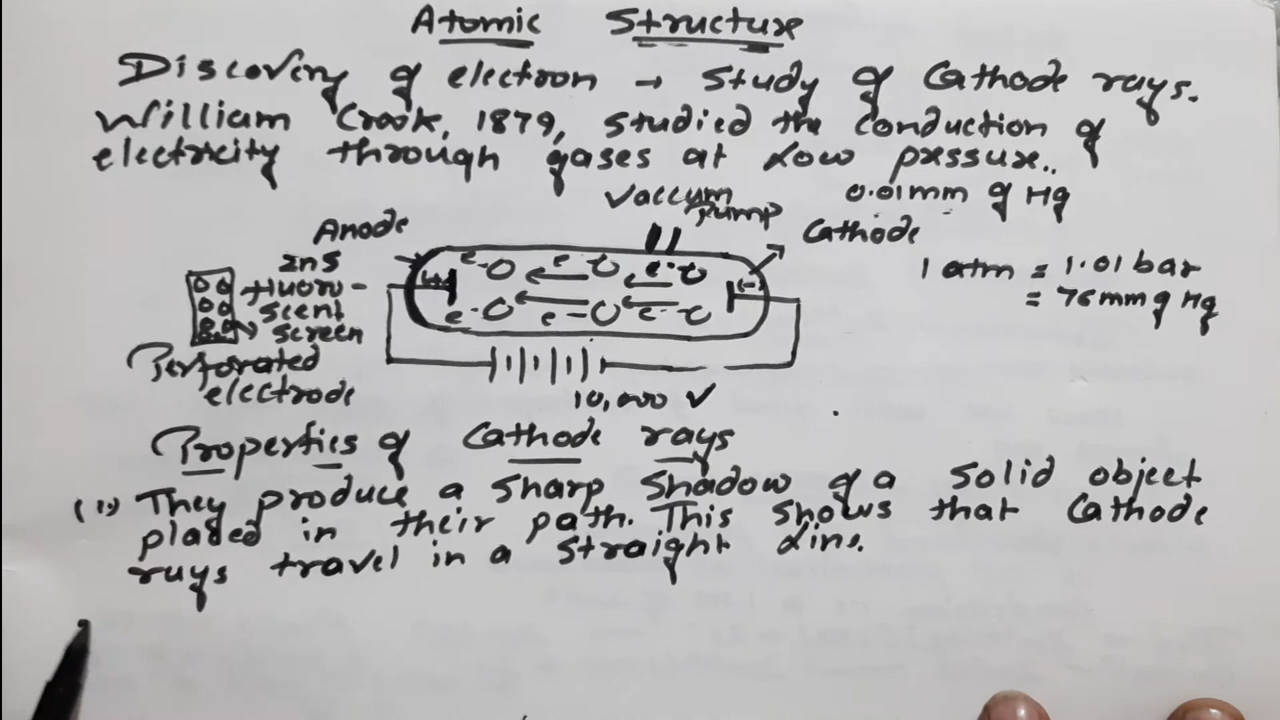 Atomic Structure
Discovery of electron → Study of Cathode rays.
William Crook, 1879, studied the conduction of
electricity through gases at Low pressure..
0.01mm of Hg
Vaccum
Pump
Anode
Cathode
ZnS
fluoro-
scent
screen
Perforated
electrode
e- e- e-
e- e- e-
(++)
(-)
1 atm = 1.01 bar
= 76mm of Hg
10,000 V
Properties of Cathode rays
(1) They produce a sharp shadow of a solid object
placed in their path. This shows that Cathode
rays travel in a straight Line.